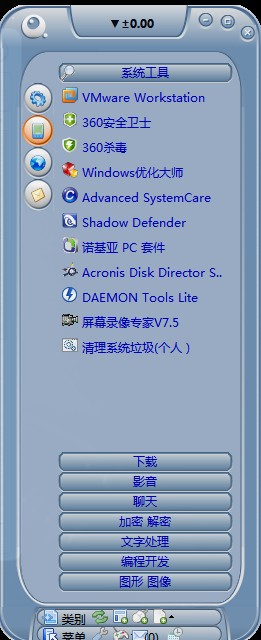 ▼±0.00
系统工具
VMware Workstation
360安全卫士
360杀毒
Windows优化大师
Advanced SystemCare
Shadow Defender
诺基亚 PC 套件
Acronis Disk Director S..
DAEMON Tools Lite
屏幕录像专家V7.5
清理系统垃圾(个人)
下载
影音
聊天
加密 解密
文字处理
编程开发
图形 图像
类别
菜单 (0)